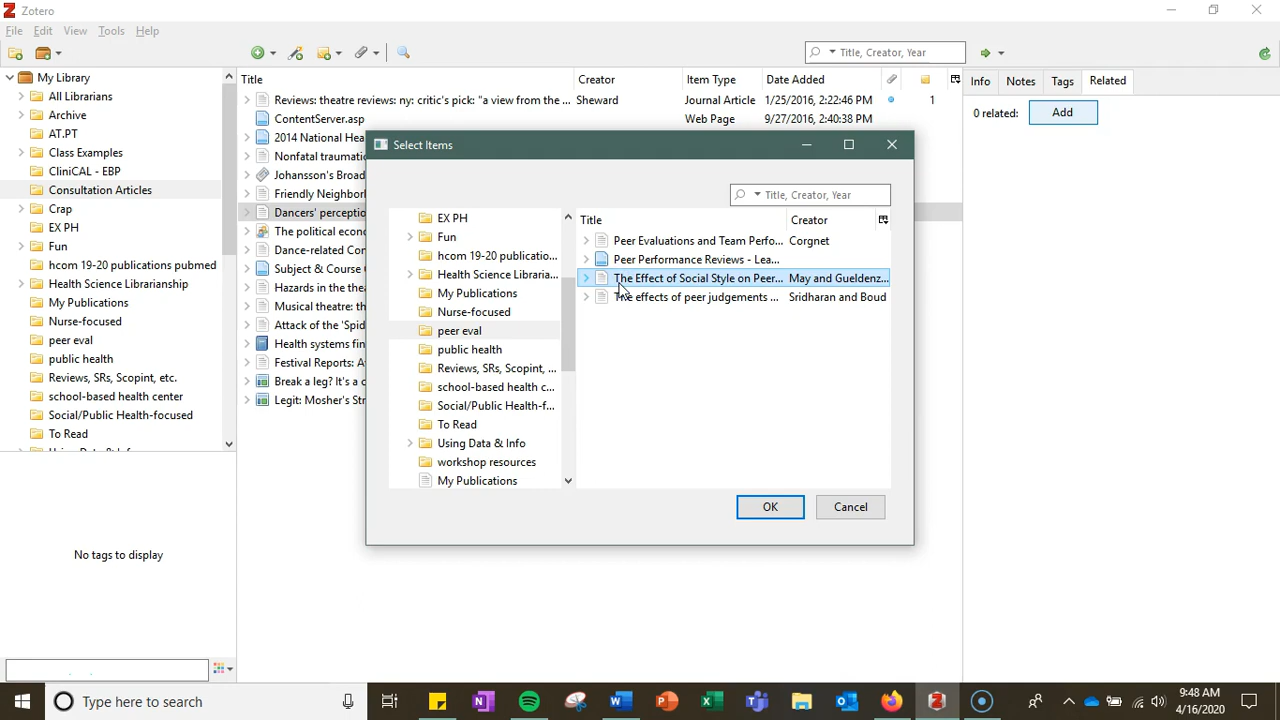 Zotero
File Edit View Tools Help
Title, Creator, Year
My Library
All Librarians
Archive
AT.PT
Class Examples
CliniCAL - EBP
Consultation Articles
Crap
EX PH
Fun
hcom 19-20 publications pubmed
Health Science Librarianship
My Publications
Nurse-focused
peer eval
public health
Reviews, SRs, Scopint, etc.
school-based health center
Social/Public Health-focused
To Read
No tags to display
Title Creator Item Type Date Added
Reviews: theatre reviews: ny: critic's pick: "a view from the ... Sheward Journal Article 1/25/2016, 2:22:46 PM 1
ContentServer.asp Web Page 9/27/2016, 2:40:38 PM
2014 National Hea
Nonfatal traumatic
Johansson's Broad
Friendly Neighborh
Dancers' perceptio
The political econo
Dance-related Con
Subject & Course G
Hazards in the thea
Musical theatre: th
Attack of the 'Spid
Health systems fin
Festival Reports: At
Break a leg? It's a d
Legit: Mosher's Str
Info Notes Tags Related
0 related: Add
Select Items
Title, Creator, Year
EX PH
Fun
hcom 19-20 publicatio...
Health Science Libraria...
My Publications
Nurse-focused
peer eval
public health
Reviews, SRs, Scopint, ...
school-based health c...
Social/Public Health-f...
To Read
Using Data & Info
workshop resources
My Publications
Title Creator
Peer Evaluations and Team Perfo... Corgnet
Peer Performance Reviews - Lea...
The Effect of Social Style on Peer... May and Gueldenz...
The effects of peer judgements ... Sridharan and Boud
OK Cancel
Type here to search
9:48 AM
4/16/2020